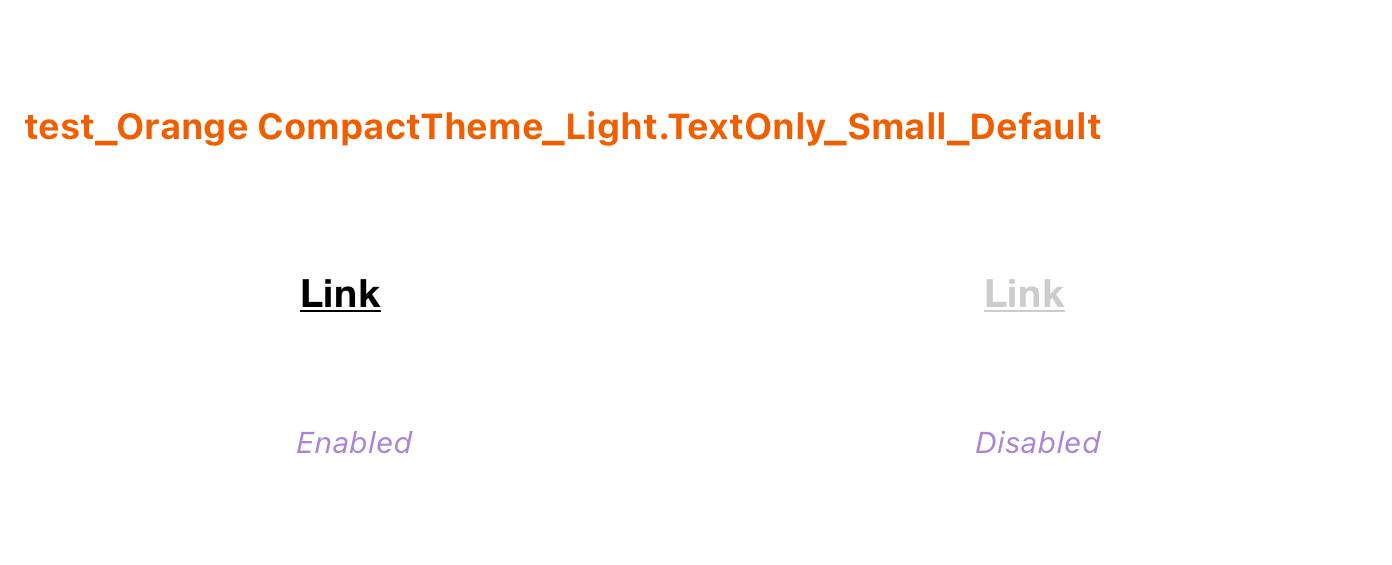 test_Orange CompactTheme_Light.TextOnly_Small_Default
Link Link
Enabled Disabled